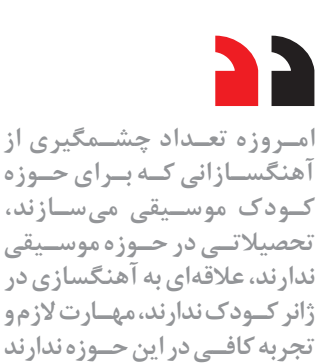 امروزه تعداد چشمگیری از
آهنگسازانی که برای حوزه
کودک موسیقی می‌سازند،
تحصیلاتی در حوزه موسیقی
ندارند، علاقه‌ای به آهنگسازی در
ژانر کودک ندارند، مهارت لازم و
تجربه کافی در این حوزه ندارند